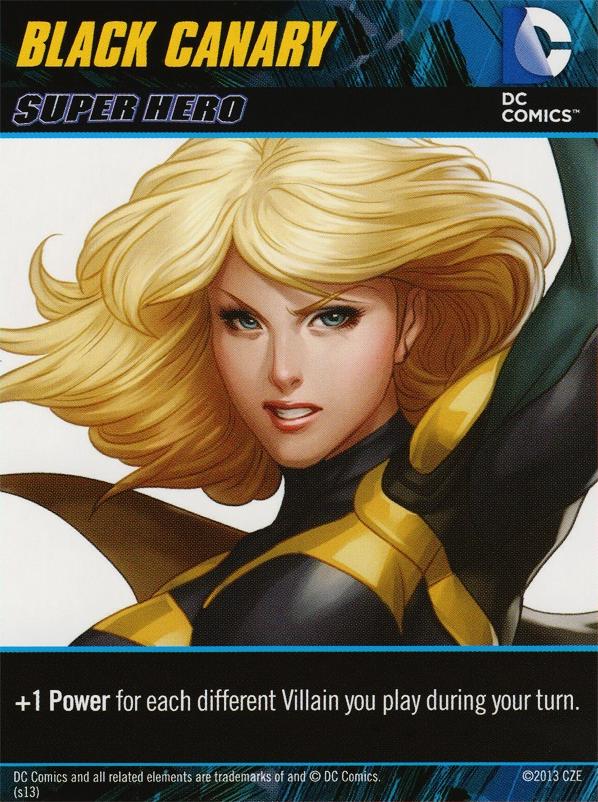 BLACK CANARY
SUPER HERO
DC
COMICS™
+1 Power for each different Villain you play during your turn.
DC Comics and all related elements are trademarks of and © DC Comics.
(s13)
©2013 CZE